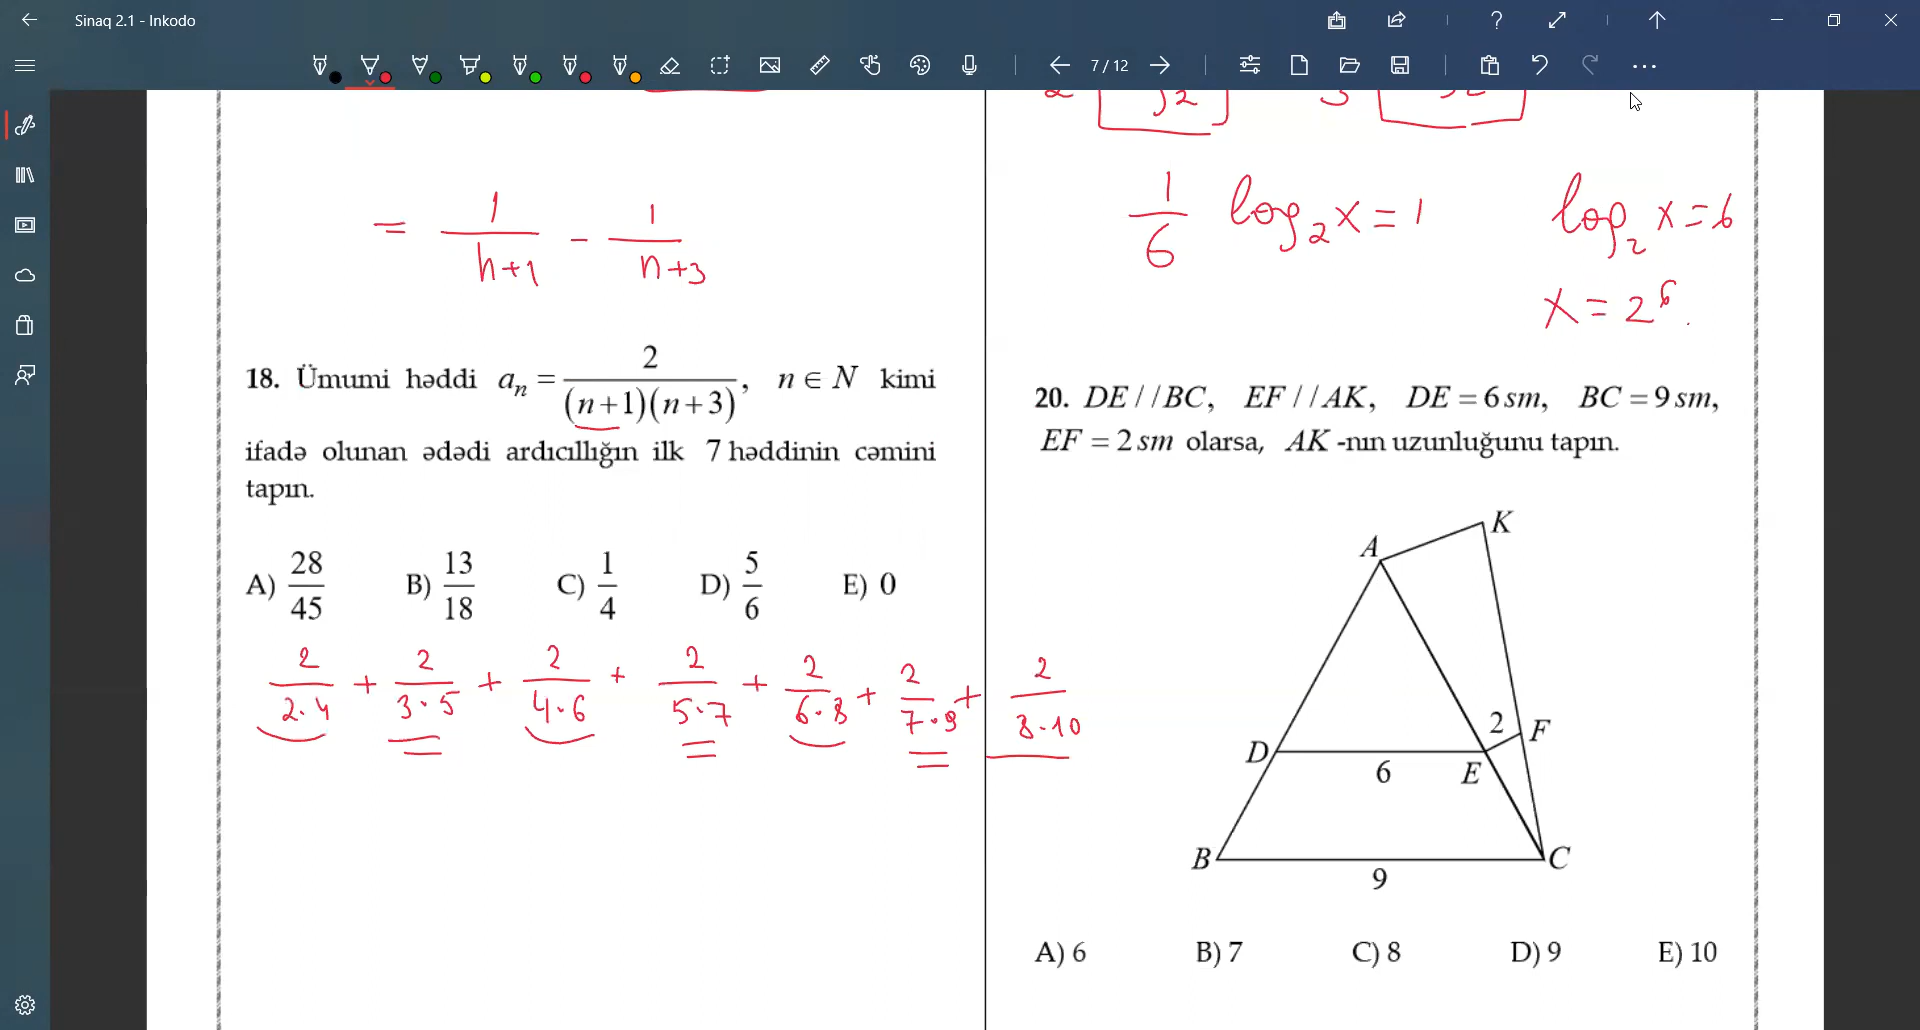 Sinaq 2.1 - Inkodo
7 / 12
= 1/(n+1) - 1/(n+3)
18. Ümumi həddi aₙ = 2/((n+1)(n+3)), n ∈ N kimi
ifadə olunan ədədi ardıcıllığın ilk 7 həddinin cəmini
tapın.
A) 28/45 B) 13/18 C) 1/4 D) 5/6 E) 0
2/(2·4) + 2/(3·5) + 2/(4·6) + 2/(5·7) + 2/(6·8) + 2/(7·9) + 2/(8·10)
1/6 log₂x = 1 log₂x = 6
x = 2⁶.
20. DE//BC, EF//AK, DE = 6 sm, BC = 9 sm,
EF = 2 sm olarsa, AK -nın uzunluğunu tapın.
K
A
2 F
D 6 E
B C
9
A) 6 B) 7 C) 8 D) 9 E) 10